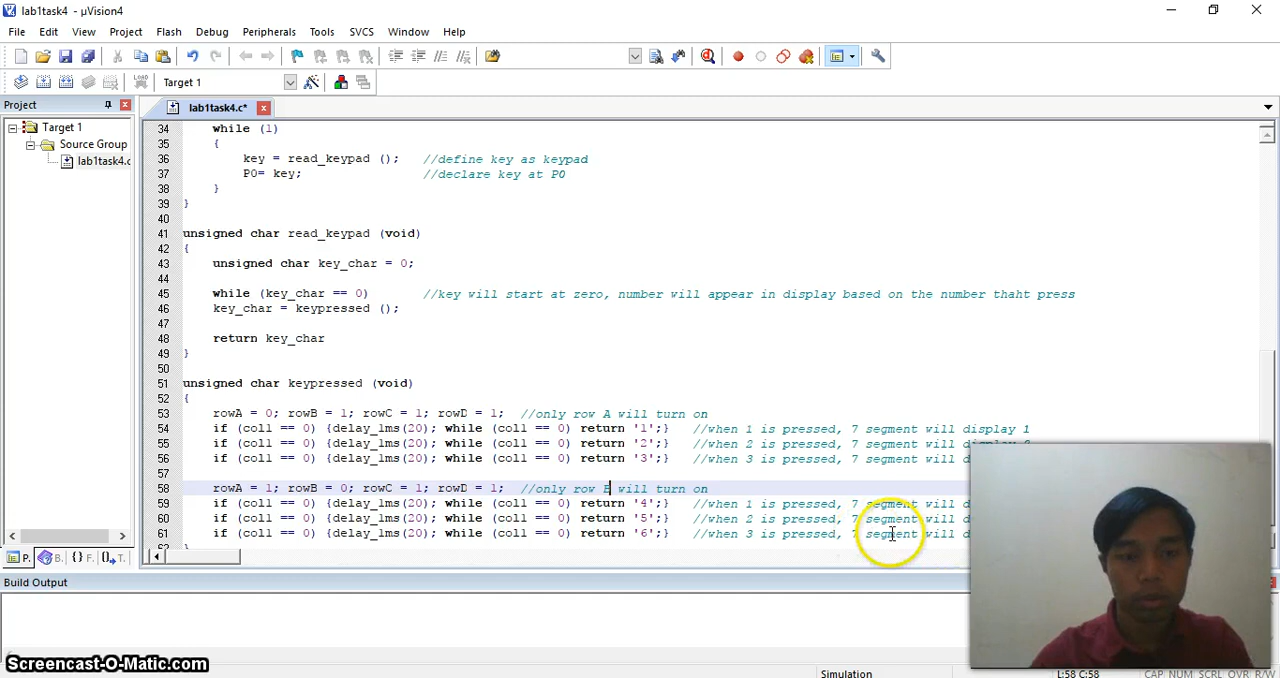 lab1task4 - µVision4
File Edit View Project Flash Debug Peripherals Tools SVCS Window Help
LOAD Target 1
Project
lab1task4.c*
Target 1
Source Group
lab1task4.c
34 while (1)
35 {
36 key = read_keypad (); //define key as keypad
37 P0= key; //declare key at P0
38 }
39 }
40
41 unsigned char read_keypad (void)
42 {
43 unsigned char key_char = 0;
44
45 while (key_char == 0) //key will start at zero, number will appear in display based on the number thaht press
46 key_char = keypressed ();
47
48 return key_char
49 }
50
51 unsigned char keypressed (void)
52 {
53 rowA = 0; rowB = 1; rowC = 1; rowD = 1; //only row A will turn on
54 if (col1 == 0) {delay_1ms(20); while (col1 == 0) return '1';} //when 1 is pressed, 7 segment will display 1
55 if (col1 == 0) {delay_1ms(20); while (col1 == 0) return '2';} //when 2 is pressed, 7 segment will display 2
56 if (col1 == 0) {delay_1ms(20); while (col1 == 0) return '3';} //when 3 is pressed, 7 segment will d
57
58 rowA = 1; rowB = 0; rowC = 1; rowD = 1; //only row B will turn on
59 if (col1 == 0) {delay_1ms(20); while (col1 == 0) return '4';} //when 1 is pressed, 7 segment will d
60 if (col1 == 0) {delay_1ms(20); while (col1 == 0) return '5';} //when 2 is pressed, 7 segment will d
61 if (col1 == 0) {delay_1ms(20); while (col1 == 0) return '6';} //when 3 is pressed, 7 segment will d
}
P. B. {} F. T.
Build Output
Screencast-O-Matic.com
Simulation L:58 C:58 CAP NUM SCRL OVR R/W